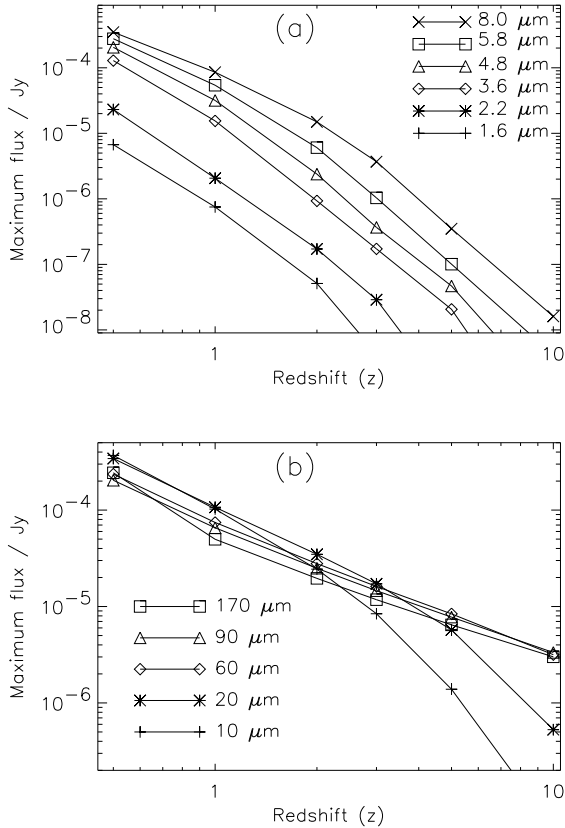 (a)
8.0 μm
5.8 μm
4.8 μm
3.6 μm
2.2 μm
1.6 μm
Maximum flux / Jy
10⁻⁴
10⁻⁵
10⁻⁶
10⁻⁷
10⁻⁸
1
10
Redshift (z)
(b)
170 μm
90 μm
60 μm
20 μm
10 μm
Maximum flux / Jy
10⁻⁴
10⁻⁵
10⁻⁶
1
10
Redshift (z)